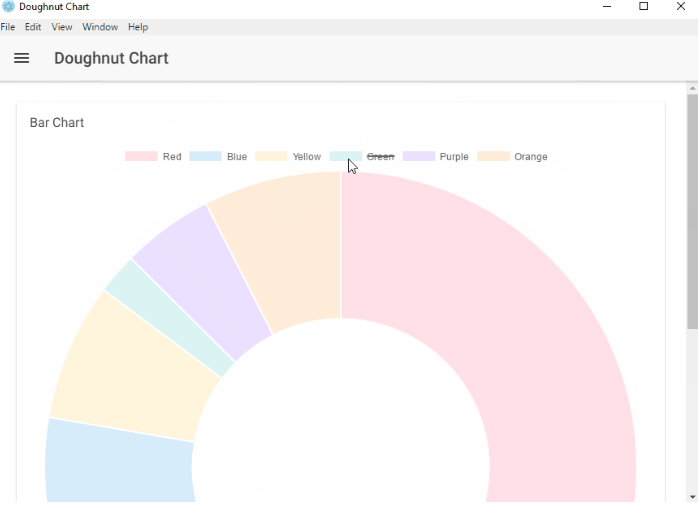 Doughnut Chart
File Edit View Window Help
Doughnut Chart
Bar Chart
Red Blue Yellow Green Purple Orange